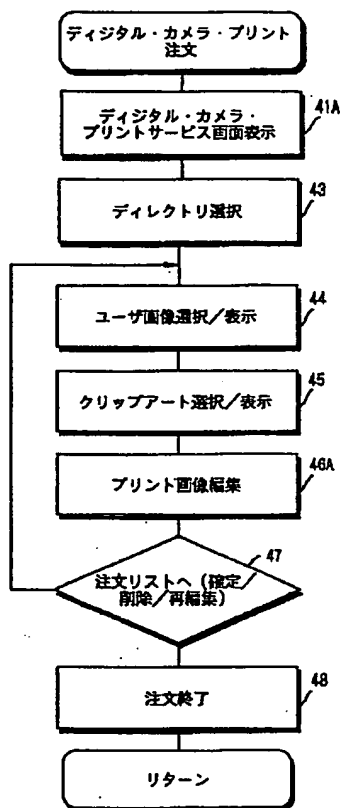 ディジタル・カメラ・プリント
注文
41A
ディジタル・カメラ・
プリントサービス画面表示
43
ディレクトリ選択
44
ユーザ画像選択/表示
45
クリップアート選択/表示
46A
プリント画像編集
47
注文リストへ(確定/
削除/再編集)
48
注文終了
リターン